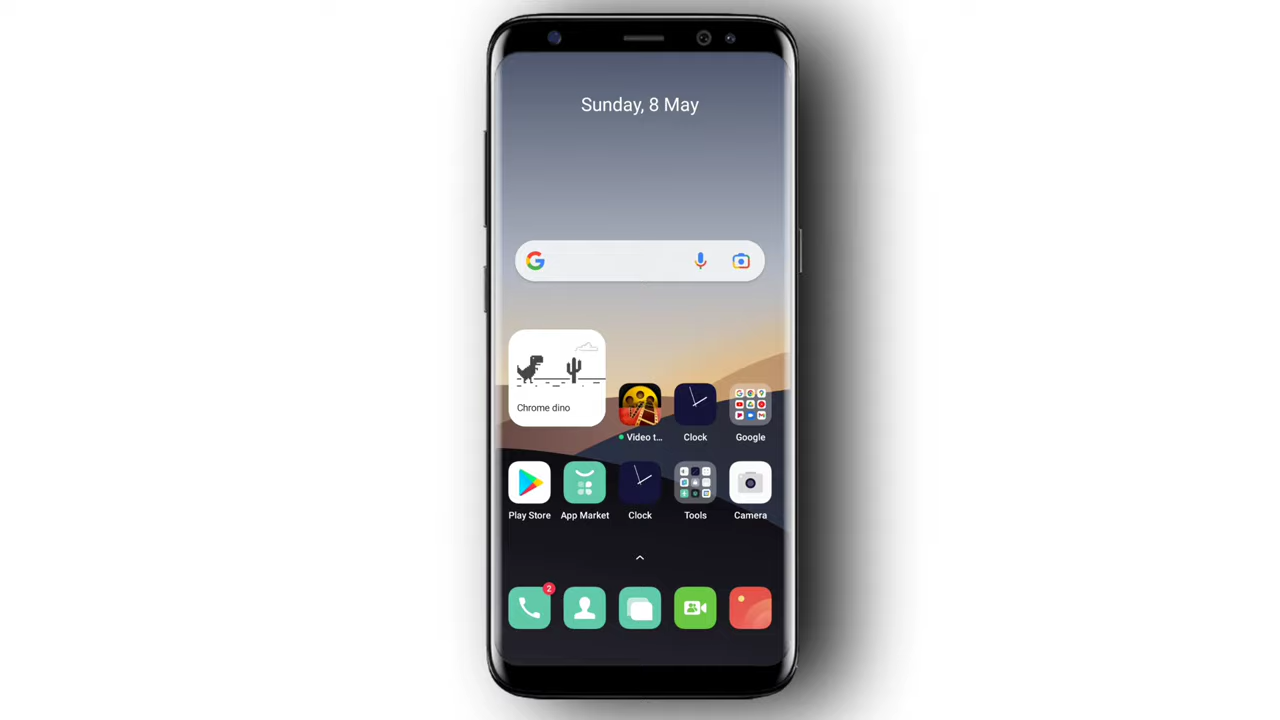 Sunday, 8 May
Chrome dino
Video t...
Clock
Google
Play Store
App Market
Clock
Tools
Camera
2